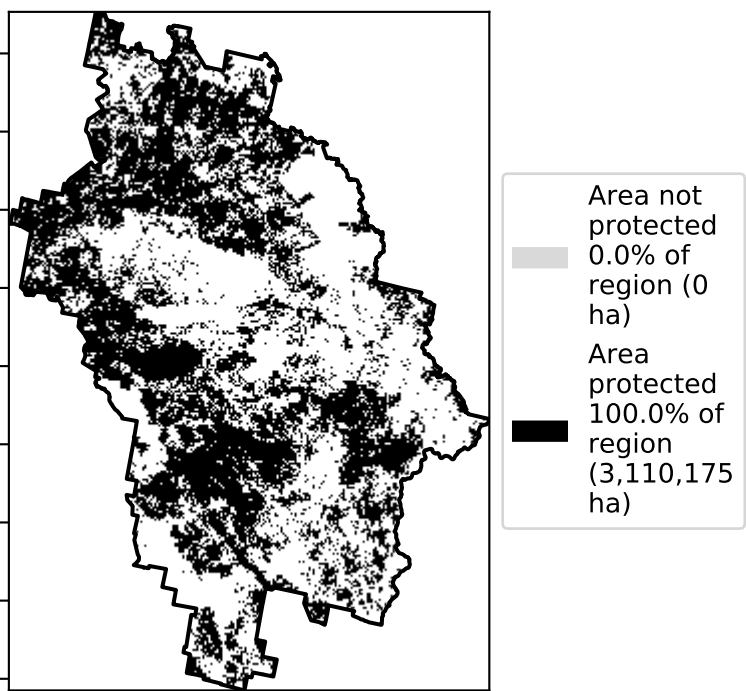 Area not
protected
0.0% of
region (0
ha)
Area
protected
100.0% of
region
(3,110,175
ha)